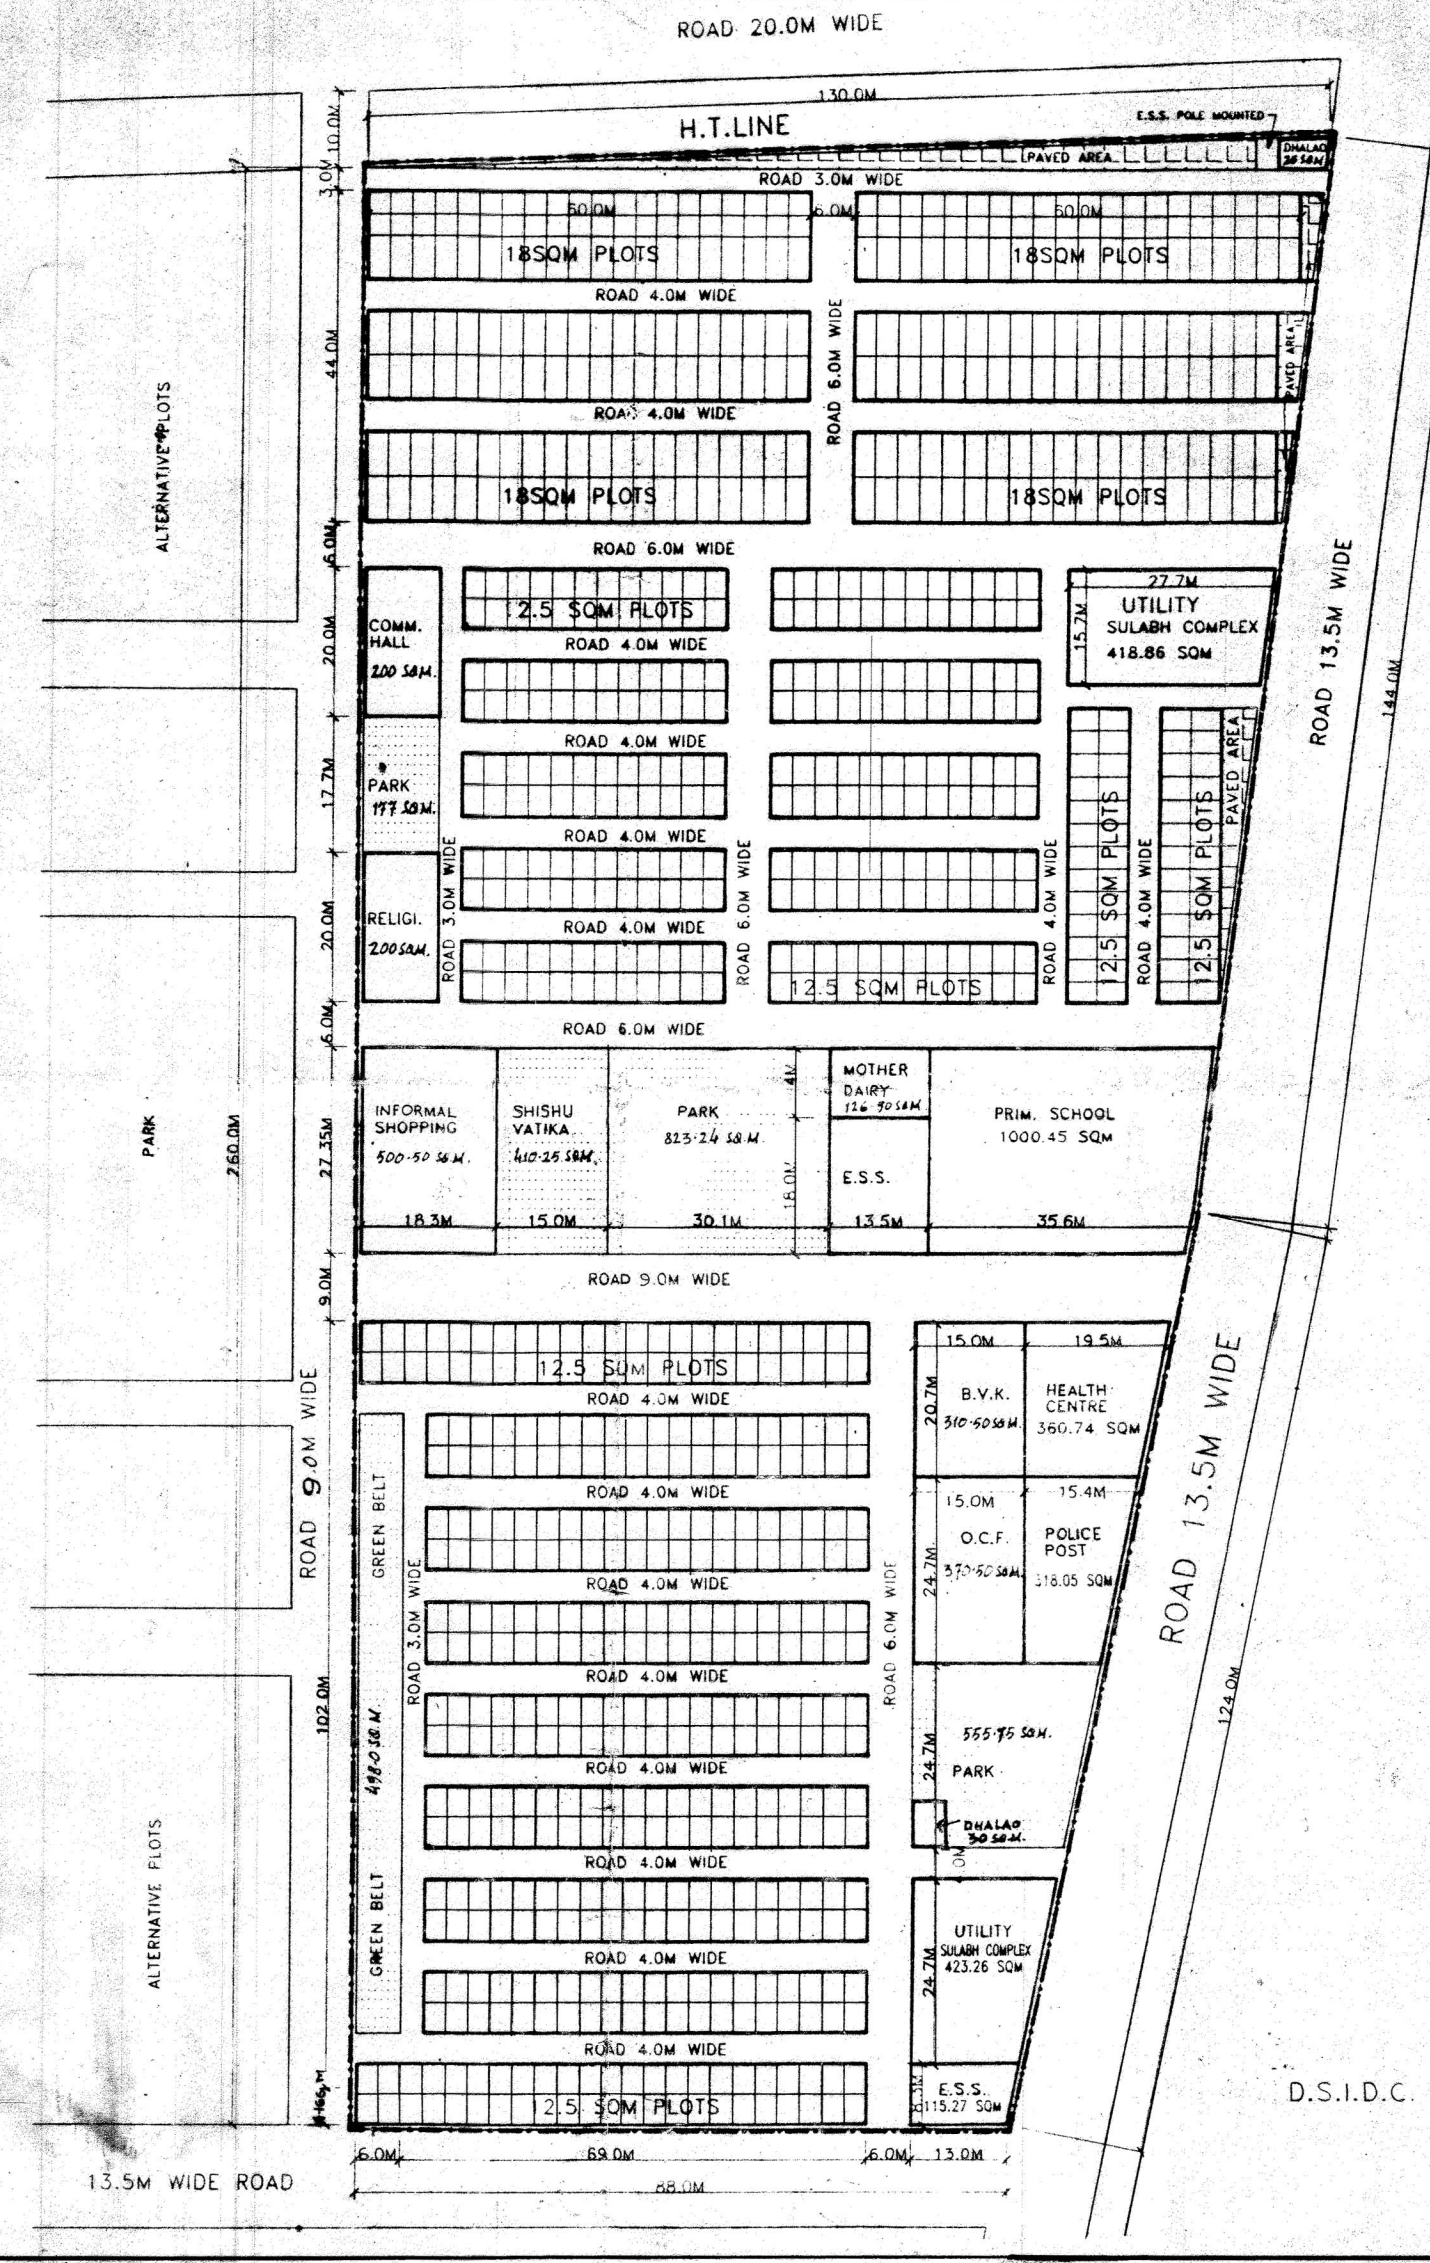 ROAD 20.0M WIDE
130.0M
H.T.LINE
E.S.S. POLE MOUNTED
10.0M
PAVED AREA
DHALAO
3.0M
ROAD 3.0M WIDE
60.0M
6.0M
60.0M
18SQM PLOTS
18SQM PLOTS
ROAD 4.0M WIDE
ROAD 6.0M WIDE
44.0M
PAVED AREA
ROAD 4.0M WIDE
ALTERNATIVE PLOTS
18SQM PLOTS
18SQM PLOTS
6.0M
ROAD 6.0M WIDE
ROAD 13.5M WIDE
144.0M
20.0M
COMM.
HALL
200 SQM.
12.5 SQM PLOTS
27.7M
15.7M
UTILITY
SULABH COMPLEX
418.86 SQM
ROAD 4.0M WIDE
ROAD 4.0M WIDE
17.7M
PARK
177 SQM.
ROAD 4.0M WIDE
ROAD 3.0M WIDE
ROAD 6.0M WIDE
ROAD 4.0M WIDE
12.5 SQM PLOTS
ROAD 4.0M WIDE
12.5 SQM PLOTS
PAVED AREA
20.0M
RELIGI.
200 SQM.
ROAD 4.0M WIDE
12.5 SQM PLOTS
6.0M
ROAD 6.0M WIDE
PARK
260.0M
27.35M
INFORMAL
SHOPPING
500.50 SQ.M.
SHISHU
VATIKA
410.25 SQM.
PARK
823.24 SQ.M.
4M
18.0M
MOTHER
DAIRY
126.90 SQM
E.S.S.
PRIM. SCHOOL
1000.45 SQM
18.3M
15.0M
30.1M
13.5M
35.6M
9.0M
ROAD 9.0M WIDE
ROAD 9.0M WIDE
12.5 SQM PLOTS
15.0M
19.5M
20.7M
B.V.K.
310.50 SQM.
HEALTH
CENTRE
360.74 SQM
ROAD 13.5M WIDE
ROAD 4.0M WIDE
GREEN BELT
ROAD 4.0M WIDE
15.0M
15.4M
24.7M
O.C.F.
370.50 SQM.
POLICE
POST
318.05 SQM
ROAD 4.0M WIDE
ROAD 3.0M WIDE
ROAD 6.0M WIDE
ROAD 4.0M WIDE
102.0M
498.0 SQ.M.
124.0M
24.7M
555.75 SQM.
PARK
ROAD 4.0M WIDE
DHALAO
30 SQ.M.
ROAD 4.0M WIDE
ALTERNATIVE PLOTS
GREEN BELT
24.7M
UTILITY
SULABH COMPLEX
423.26 SQM
ROAD 4.0M WIDE
ROAD 4.0M WIDE
12.5 SQM PLOTS
E.S.S.
115.27 SQM
D.S.I.D.C.
6.0M
69.0M
6.0M
13.0M
13.5M WIDE ROAD
88.0M